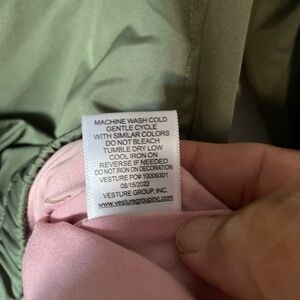 MACHINE WASH COLD
GENTLE CYCLE
WITH SIMILAR COLORS
DO NOT BLEACH
TUMBLE DRY LOW
COOL IRON ON
REVERSE IF NEEDED
DO NOT IRON ON DECORATION
VESTURE PO# 10009301
08/15/2022
VESTURE GROUP, INC.
www.vesturegroupinc.com